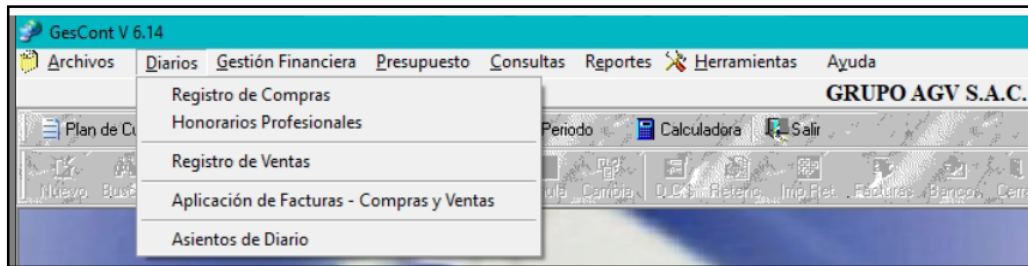 GesCont V 6.14
Archivos Diarios Gestión Financiera Presupuesto Consultas Reportes Herramientas Ayuda
GRUPO AGV S.A.C.
Registro de Compras
Honorarios Profesionales
Registro de Ventas
Aplicación de Facturas - Compras y Ventas
Asientos de Diario
Plan de Periodo Calculadora Salir
Nuevo Cambia Retenc. Imp.Ret. Facturas Bancos